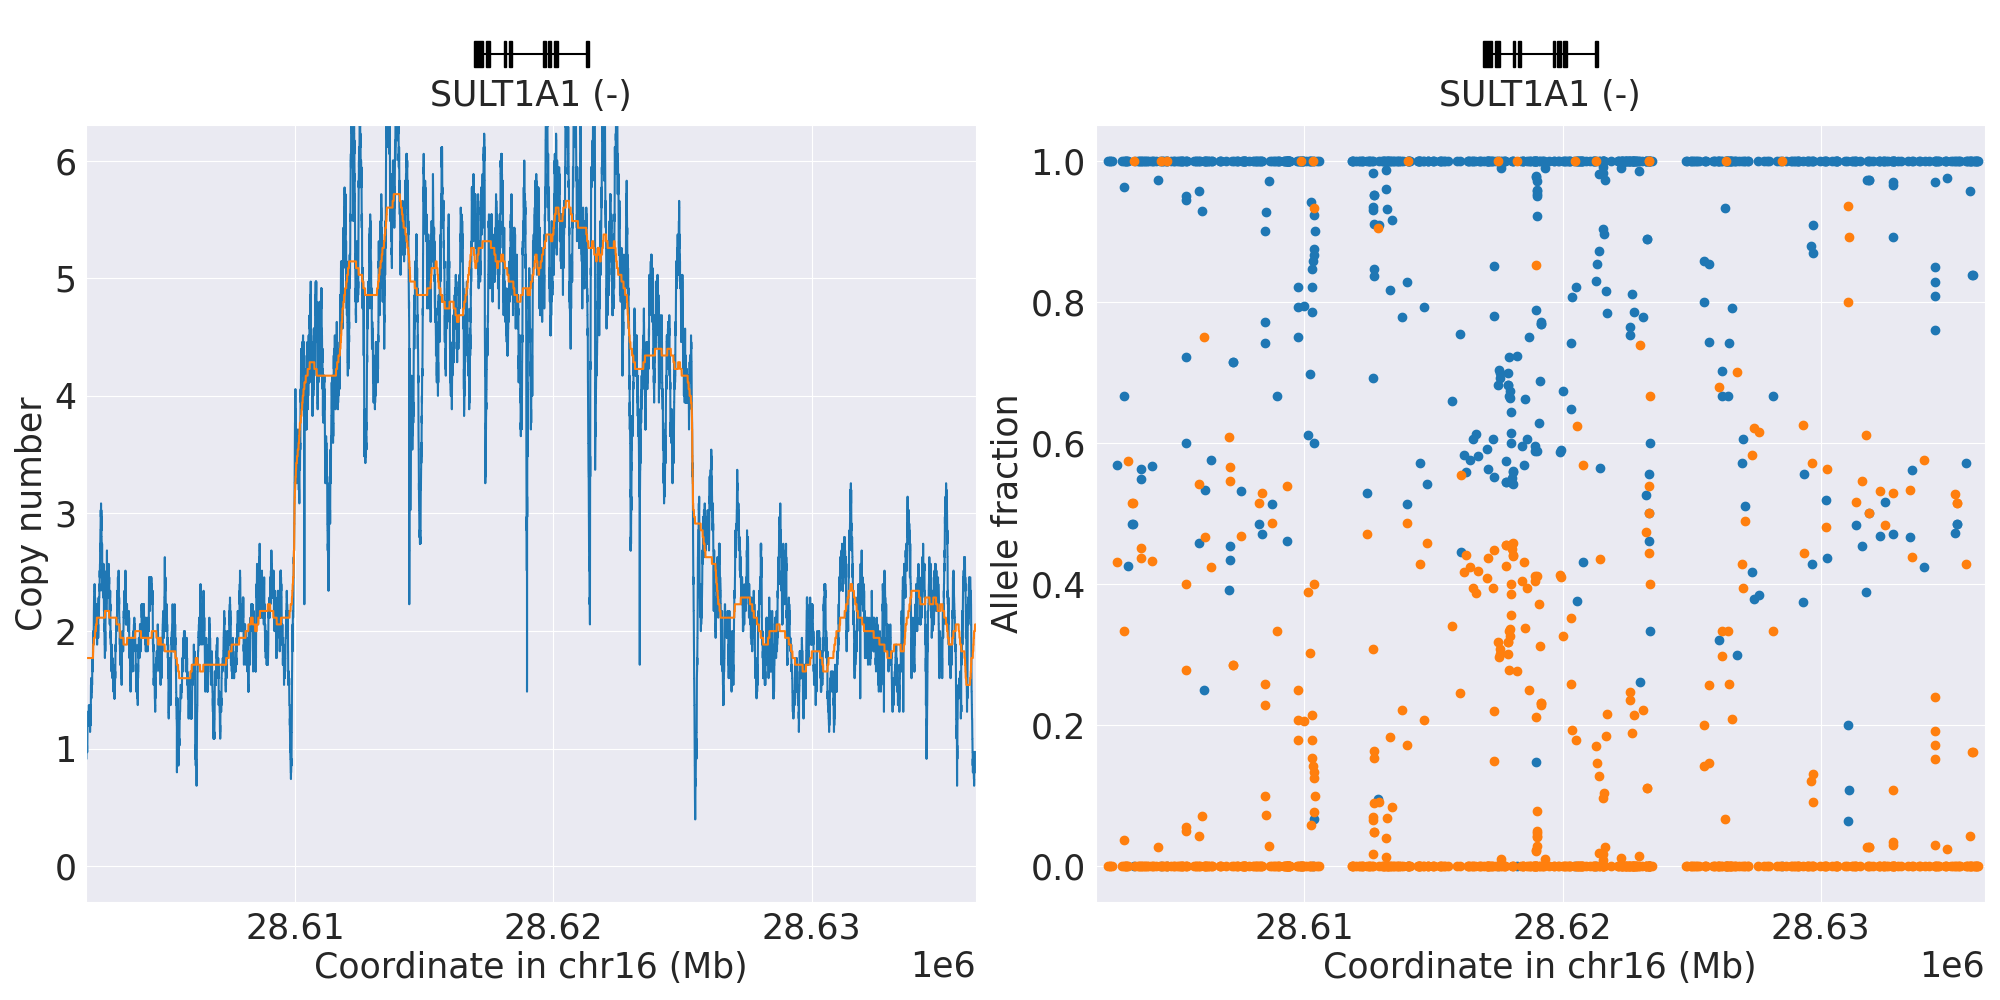 SULT1A1 (-)
Copy number
6
5
4
3
2
1
0
28.61 28.62 28.63
Coordinate in chr16 (Mb) 1e6
SULT1A1 (-)
Allele fraction
1.0
0.8
0.6
0.4
0.2
0.0
28.61 28.62 28.63
Coordinate in chr16 (Mb) 1e6